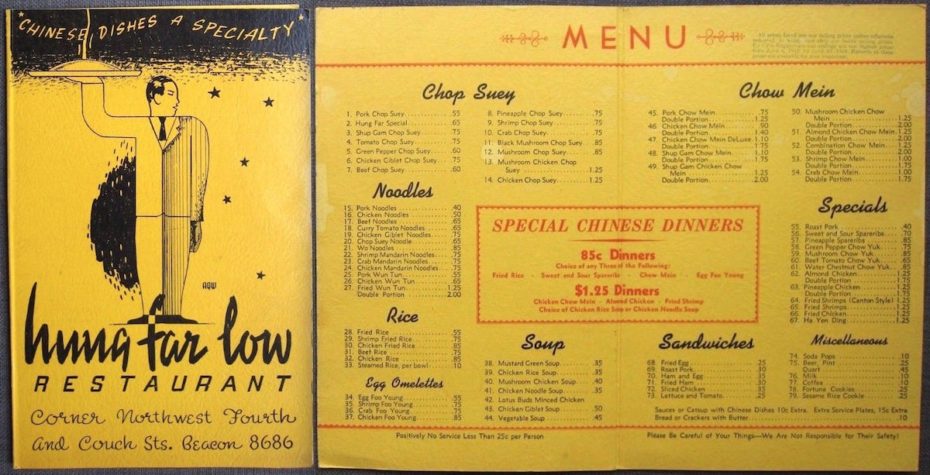 CHINESE DISHES A SPECIALTY
AGW
hung far low
RESTAURANT
Corner Northwest Fourth
and Couch Sts. Beacon 8686
MENU
Chop Suey
1. Pork Chop Suey .55
2. Hung Far Special .65
3. Shup Gam Chop Suey .75
4. Tomato Chop Suey .75
5. Green Pepper Chop Suey .60
6. Chicken Giblet Chop Suey .75
7. Beef Chop Suey .60
8. Pineapple Chop Suey .75
9. Shrimp Chop Suey .75
10. Crab Chop Suey .75
11. Black Mushroom Chop Suey .85
12. Mushroom Chop Suey .85
13. Mushroom Chicken Chop
Suey 1.25
14. Chicken Chop Suey 1.25
Noodles
15. Pork Noodles .40
16. Chicken Noodles .50
17. Beef Noodles .65
18. Curry Tomato Noodles .65
19. Chicken Giblet Noodles .75
20. Chop Suey Noodle .65
21. Wo Noodles .85
22. Shrimp Mandarin Noodles .75
23. Crab Mandarin Noodles .75
24. Chicken Mandarin Noodles .75
25. Pork Wun Tun .55
26. Chicken Wun Tun .65
27. Fried Wun Tun 1.25
Double Portion 2.00
Rice
28. Fried Rice .55
29. Shrimp Fried Rice .75
30. Chicken Fried Rice .85
31. Beef Rice .75
32. Chicken Rice .85
33. Steamed Rice, per bowl .10
Egg Omelettes
34. Egg Foo Young .55
35. Shrimp Foo Young .75
36. Crab Foo Young .75
37. Chicken Foo Young .85
Positively No Service Less Than 25c per Person
SPECIAL CHINESE DINNERS
85c Dinners
Choice of any Three of the Following:
Fried Rice - Sweet and Sour Sparerib - Chow Mein - Egg Foo Young
$1.25 Dinners
Chicken Chow Mein - Almond Chicken - Fried Shrimp
Choice of Chicken Rice Soup or Chicken Noodle Soup
Soup
38. Mustard Green Soup .35
39. Chicken Rice Soup .35
40. Mushroom Chicken Soup .40
41. Chicken Noodle Soup .35
42. Latus Buds Minced Chicken
43. Chicken Giblet Soup .50
44. Vegetable Soup .45
Chow Mein
45. Pork Chow Mein .75
Double Portion 1.25
46. Chicken Chow Mein .90
Double Portion 1.40
47. Chicken Chow Mein DeLuxe 1.10
Double Portion 1.75
48. Shup Gam Chow Mein 1.10
Double Portion 1.75
49. Shup Gam Chicken Chow
Mein 1.25
Double Portion 2.00
50. Mushroom Chicken Chow
Mein 1.25
Double Portion 2.00
51. Almond Chicken Chow Mein 1.25
Double Portion 2.00
52. Combination Chow Mein 1.25
Double Portion 2.00
53. Shrimp Chow Mein 1.00
Double Portion 1.75
54. Crab Chow Mein 1.00
Double Portion 1.75
Specials
55. Roast Pork .40
56. Sweet and Sour Spareribs .70
57. Pineapple Spareribs .85
58. Green Pepper Chow Yuk .75
59. Mushroom Chow Yuk .85
60. Beef Tomato Chow Yuk .65
61. Water Chestnut Chow Yuk .85
62. Almond Chicken 1.25
63. Pineapple Chicken 1.25
64. Fried Shrimps (Canton Style) 1.25
65. Fried Shrimps 1.25
66. Fried Chicken 1.25
67. Ha Yen Ding 1.25
Sandwiches
68. Fried Egg .25
69. Roast Pork .30
70. Ham and Egg .35
71. Fried Ham .30
72. Sliced Chicken .35
73. Lettuce and Tomato .25
Miscellaneous
74. Soda Pops .10
75. Beer, Pint .25
Quart .45
76. Milk .10
77. Coffee .10
78. Fortune Cookies .25
79. Sesame Rice Cookie .25
Sauces or Catsup with Chinese Dishes 10c Extra. Extra Service Plates, 15c Extra
Bread or Crackers with Butter .10
Please Be Careful of Your Things—We Are Not Responsible for Their Safety!